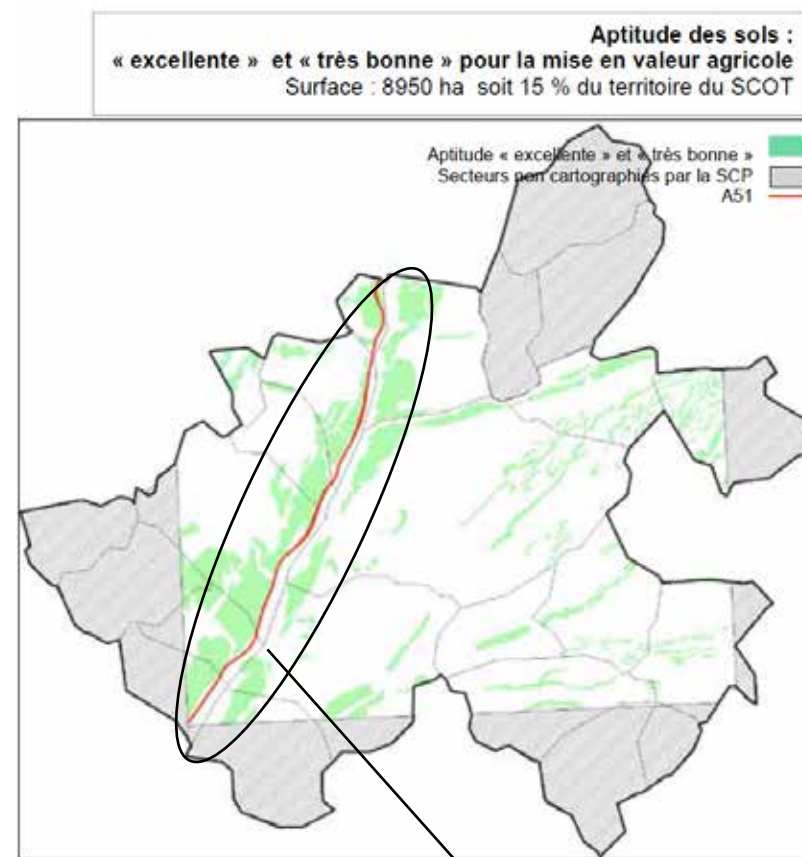 Aptitude des sols :
« excellente » et « très bonne » pour la mise en valeur agricole
Surface : 8950 ha soit 15 % du territoire du SCOT
Aptitude « excellente » et « très bonne »
Secteurs non cartographiés par la SCP
A51